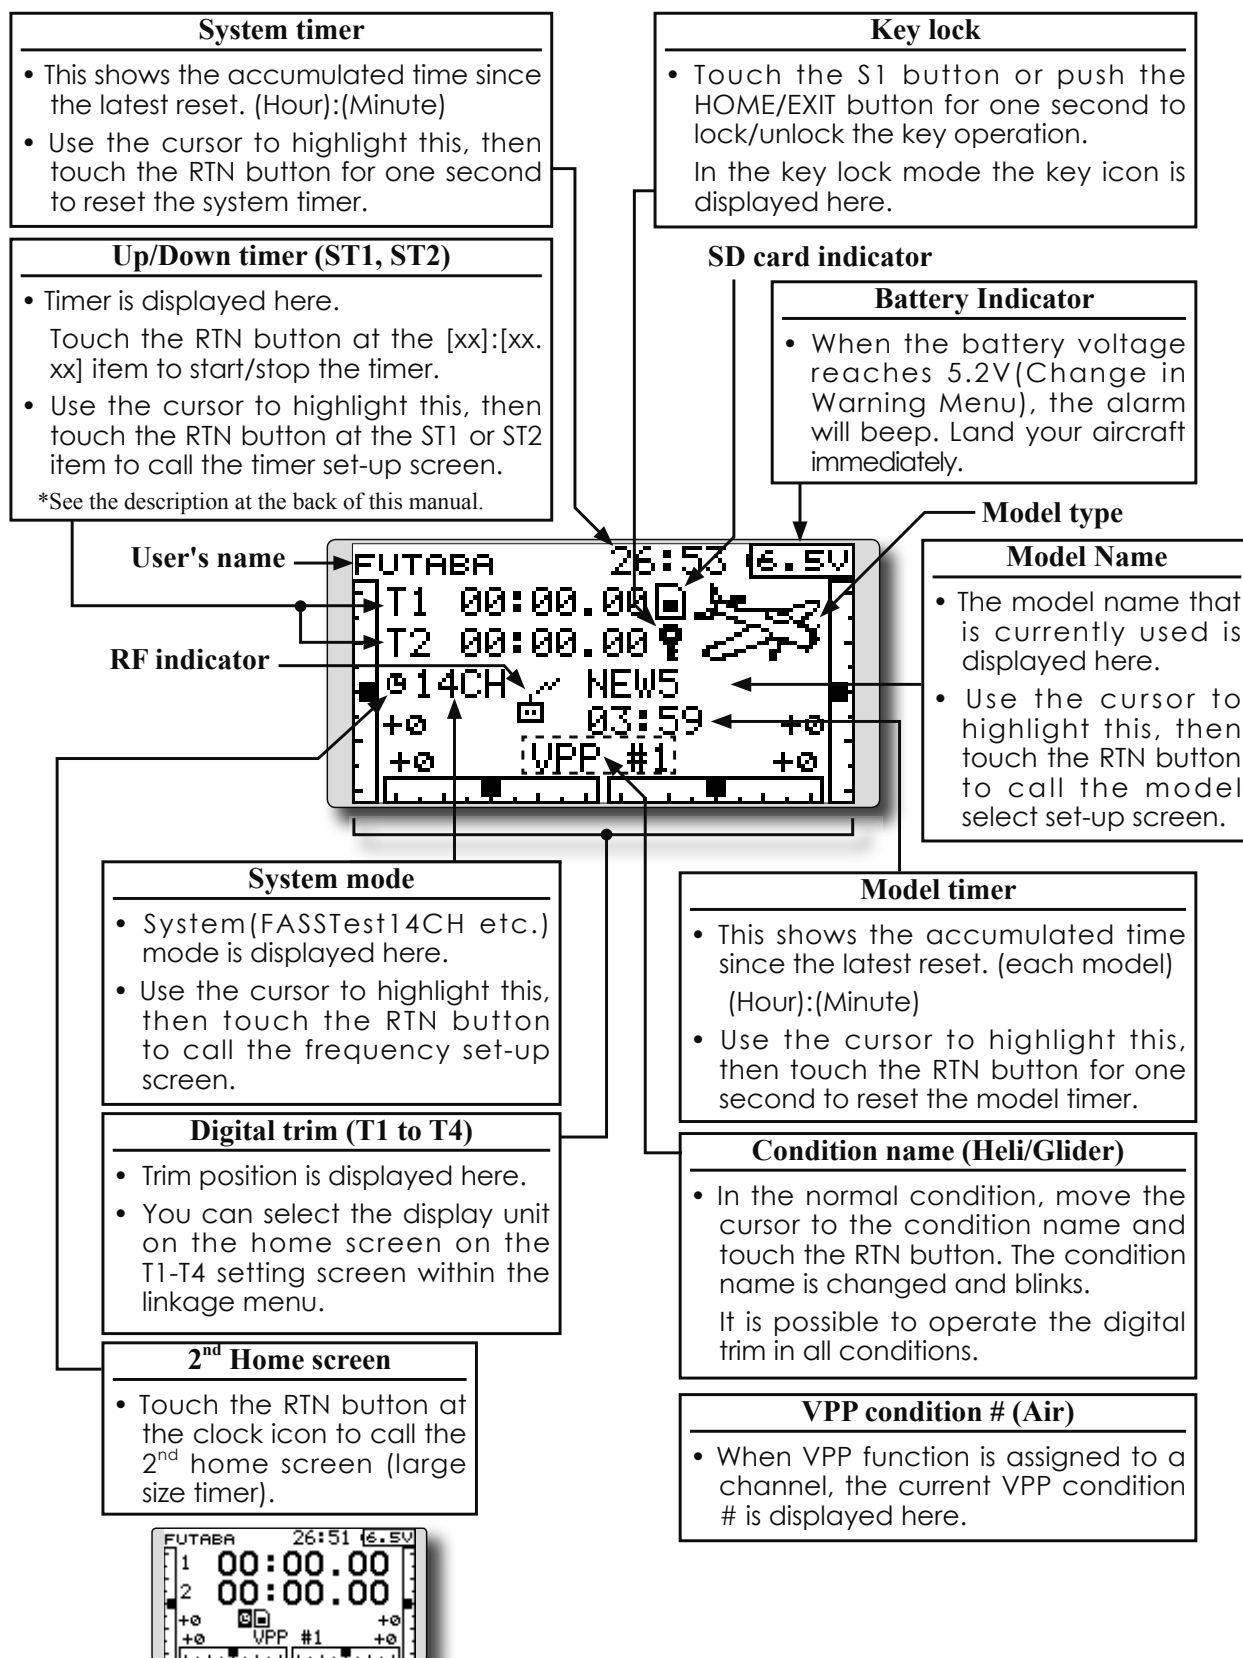 System timer
• This shows the accumulated time since
the latest reset. (Hour):(Minute)
• Use the cursor to highlight this, then
touch the RTN button for one second
to reset the system timer.
Key lock
• Touch the S1 button or push the
HOME/EXIT button for one second to
lock/unlock the key operation.
In the key lock mode the key icon is
displayed here.
Up/Down timer (ST1, ST2)
• Timer is displayed here.
Touch the RTN button at the [xx]:[xx.
xx] item to start/stop the timer.
• Use the cursor to highlight this, then
touch the RTN button at the ST1 or ST2
item to call the timer set-up screen.
*See the description at the back of this manual.
SD card indicator
Battery Indicator
• When the battery voltage
reaches 5.2V(Change in
Warning Menu), the alarm
will beep. Land your aircraft
immediately.
Model type
User's name
RF indicator
FUTABA 26:53 6.5V
T1 00:00.00
T2 00:00.00
14CH NEW5
+0 03:59 +0
+0 VPP #1 +0
Model Name
• The model name that
is currently used is
displayed here.
• Use the cursor to
highlight this, then
touch the RTN button
to call the model
select set-up screen.
System mode
• System(FASSTest14CH etc.)
mode is displayed here.
• Use the cursor to highlight this,
then touch the RTN button
to call the frequency set-up
screen.
Model timer
• This shows the accumulated time
since the latest reset. (each model)
(Hour):(Minute)
• Use the cursor to highlight this,
then touch the RTN button for one
second to reset the model timer.
Digital trim (T1 to T4)
• Trim position is displayed here.
• You can select the display unit
on the home screen on the
T1-T4 setting screen within the
linkage menu.
Condition name (Heli/Glider)
• In the normal condition, move the
cursor to the condition name and
touch the RTN button. The condition
name is changed and blinks.
It is possible to operate the digital
trim in all conditions.
2nd Home screen
• Touch the RTN button at
the clock icon to call the
2nd home screen (large
size timer).
VPP condition # (Air)
• When VPP function is assigned to a
channel, the current VPP condition
# is displayed here.
FUTABA 26:51 6.5V
1 00:00.00
2 00:00.00
+0 +0
+0 VPP #1 +0